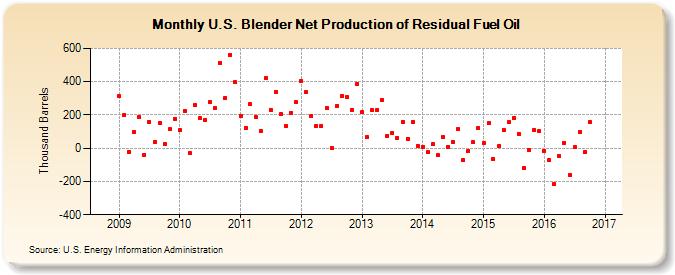 Monthly U.S. Blender Net Production of Residual Fuel Oil
Thousand Barrels
600
400
200
0
-200
-400
2009 2010 2011 2012 2013 2014 2015 2016 2017
Source: U.S. Energy Information Administration